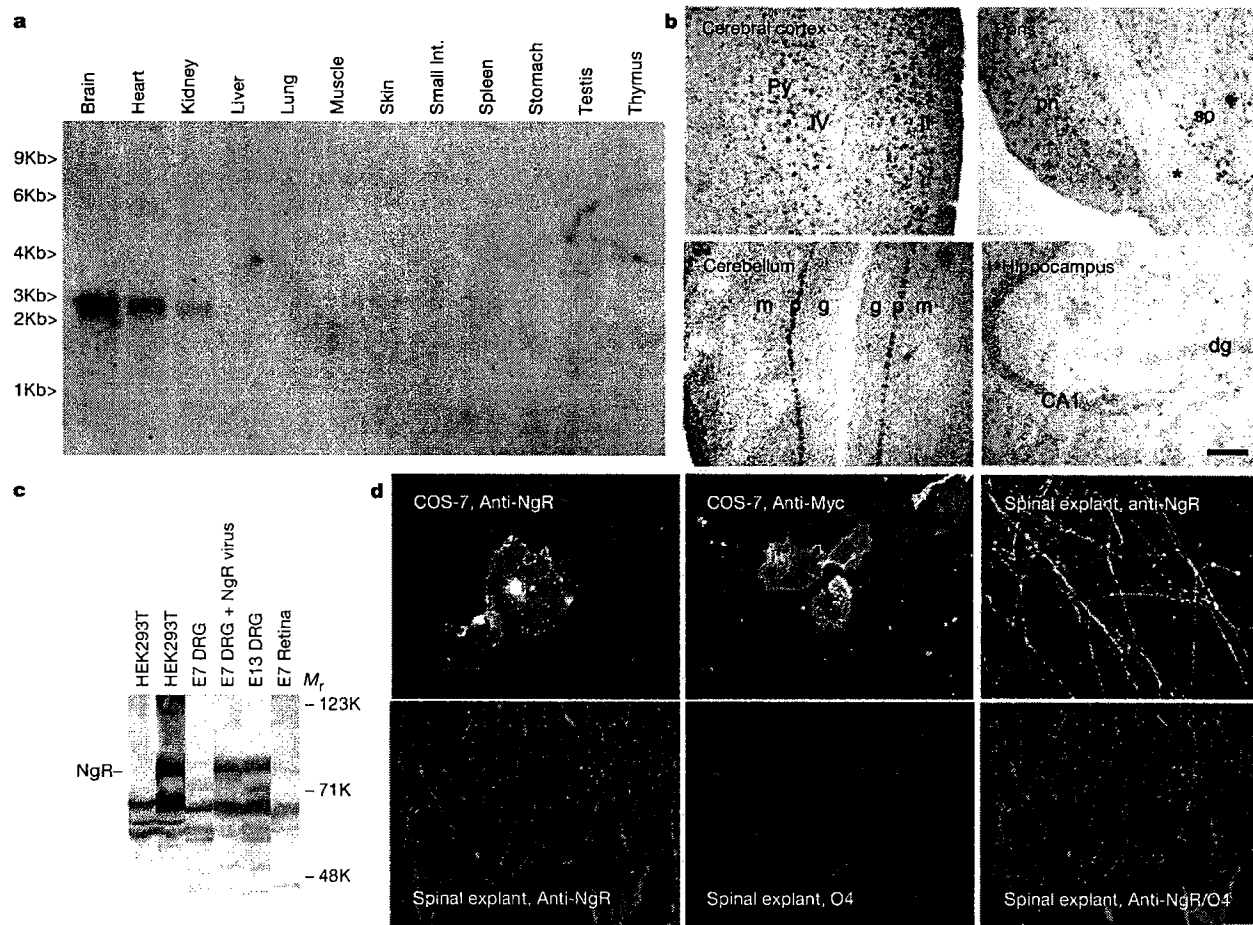 a
Brain
Heart
Kidney
Liver
Lung
Muscle
Skin
Small Int.
Spleen
Stomach
Testis
Thymus
9Kb>
6Kb>
4Kb>
3Kb>
2Kb>
1Kb>
b
Cerebral cortex
Py
IV
II
Pons
pn
sp
*
Cerebellum
m p g g p m
Hippocampus
dg
CA1
c
HEK293T
HEK293T
E7 DRG
E7 DRG + NgR virus
E13 DRG
E7 Retina
Mr
– 123K
NgR–
– 71K
– 48K
d
COS-7, Anti-NgR
COS-7, Anti-Myc
Spinal explant, anti-NgR
Spinal explant, Anti-NgR
Spinal explant, O4
Spinal explant, Anti-NgR/O4